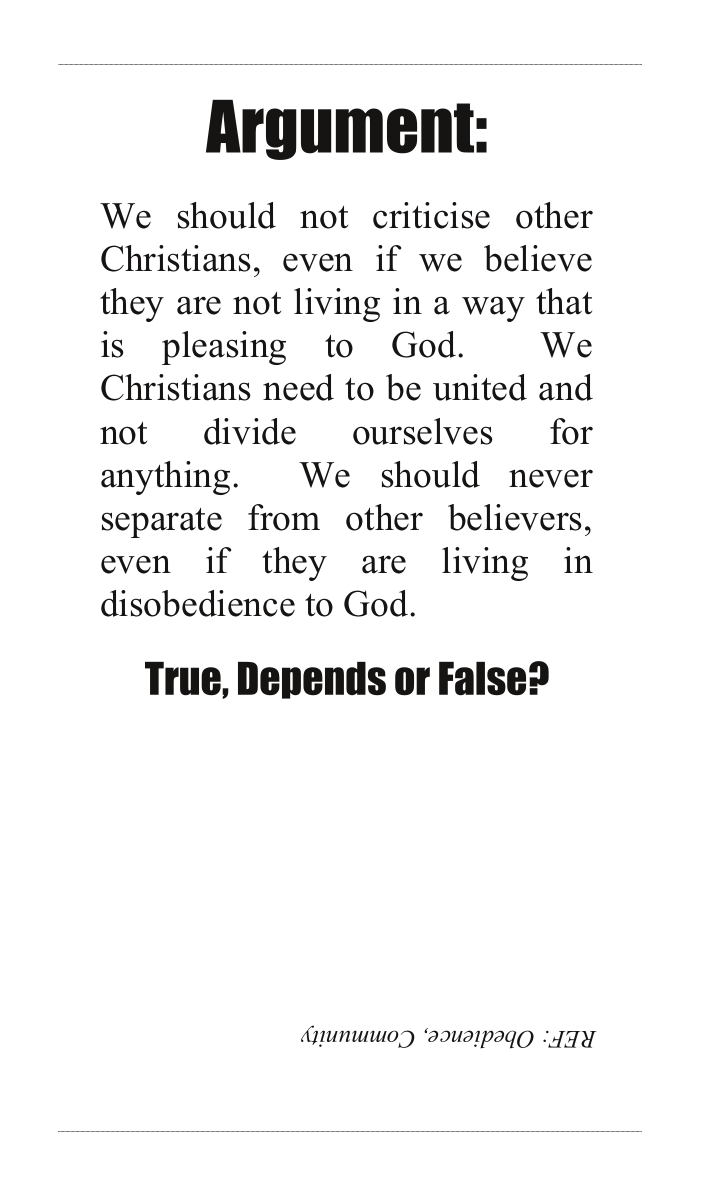 Argument:
We should not criticise other
Christians, even if we believe
they are not living in a way that
is pleasing to God. We
Christians need to be united and
not divide ourselves for
anything. We should never
separate from other believers,
even if they are living in
disobedience to God.
True, Depends or False?
REF: Obedience, Community